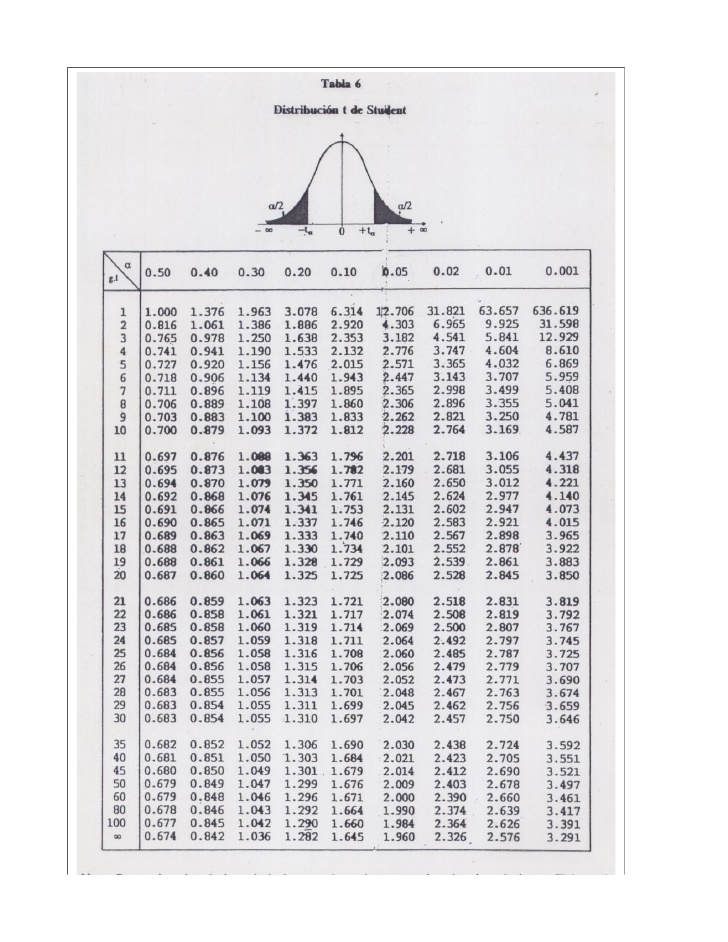 Tabla 6
Distribución t de Student
α/2 α/2
- ∞ -tα 0 +tα + ∞
α
g.l 0.50 0.40 0.30 0.20 0.10 0.05 0.02 0.01 0.001
1 1.000 1.376 1.963 3.078 6.314 12.706 31.821 63.657 636.619
2 0.816 1.061 1.386 1.886 2.920 4.303 6.965 9.925 31.598
3 0.765 0.978 1.250 1.638 2.353 3.182 4.541 5.841 12.929
4 0.741 0.941 1.190 1.533 2.132 2.776 3.747 4.604 8.610
5 0.727 0.920 1.156 1.476 2.015 2.571 3.365 4.032 6.869
6 0.718 0.906 1.134 1.440 1.943 2.447 3.143 3.707 5.959
7 0.711 0.896 1.119 1.415 1.895 2.365 2.998 3.499 5.408
8 0.706 0.889 1.108 1.397 1.860 2.306 2.896 3.355 5.041
9 0.703 0.883 1.100 1.383 1.833 2.262 2.821 3.250 4.781
10 0.700 0.879 1.093 1.372 1.812 2.228 2.764 3.169 4.587
11 0.697 0.876 1.088 1.363 1.796 2.201 2.718 3.106 4.437
12 0.695 0.873 1.083 1.356 1.782 2.179 2.681 3.055 4.318
13 0.694 0.870 1.079 1.350 1.771 2.160 2.650 3.012 4.221
14 0.692 0.868 1.076 1.345 1.761 2.145 2.624 2.977 4.140
15 0.691 0.866 1.074 1.341 1.753 2.131 2.602 2.947 4.073
16 0.690 0.865 1.071 1.337 1.746 2.120 2.583 2.921 4.015
17 0.689 0.863 1.069 1.333 1.740 2.110 2.567 2.898 3.965
18 0.688 0.862 1.067 1.330 1.734 2.101 2.552 2.878 3.922
19 0.688 0.861 1.066 1.328 1.729 2.093 2.539 2.861 3.883
20 0.687 0.860 1.064 1.325 1.725 2.086 2.528 2.845 3.850
21 0.686 0.859 1.063 1.323 1.721 2.080 2.518 2.831 3.819
22 0.686 0.858 1.061 1.321 1.717 2.074 2.508 2.819 3.792
23 0.685 0.858 1.060 1.319 1.714 2.069 2.500 2.807 3.767
24 0.685 0.857 1.059 1.318 1.711 2.064 2.492 2.797 3.745
25 0.684 0.856 1.058 1.316 1.708 2.060 2.485 2.787 3.725
26 0.684 0.856 1.058 1.315 1.706 2.056 2.479 2.779 3.707
27 0.684 0.855 1.057 1.314 1.703 2.052 2.473 2.771 3.690
28 0.683 0.855 1.056 1.313 1.701 2.048 2.467 2.763 3.674
29 0.683 0.854 1.055 1.311 1.699 2.045 2.462 2.756 3.659
30 0.683 0.854 1.055 1.310 1.697 2.042 2.457 2.750 3.646
35 0.682 0.852 1.052 1.306 1.690 2.030 2.438 2.724 3.592
40 0.681 0.851 1.050 1.303 1.684 2.021 2.423 2.705 3.551
45 0.680 0.850 1.049 1.301 1.679 2.014 2.412 2.690 3.521
50 0.679 0.849 1.047 1.299 1.676 2.009 2.403 2.678 3.497
60 0.679 0.848 1.046 1.296 1.671 2.000 2.390 2.660 3.461
80 0.678 0.846 1.043 1.292 1.664 1.990 2.374 2.639 3.417
100 0.677 0.845 1.042 1.290 1.660 1.984 2.364 2.626 3.391
∞ 0.674 0.842 1.036 1.282 1.645 1.960 2.326 2.576 3.291